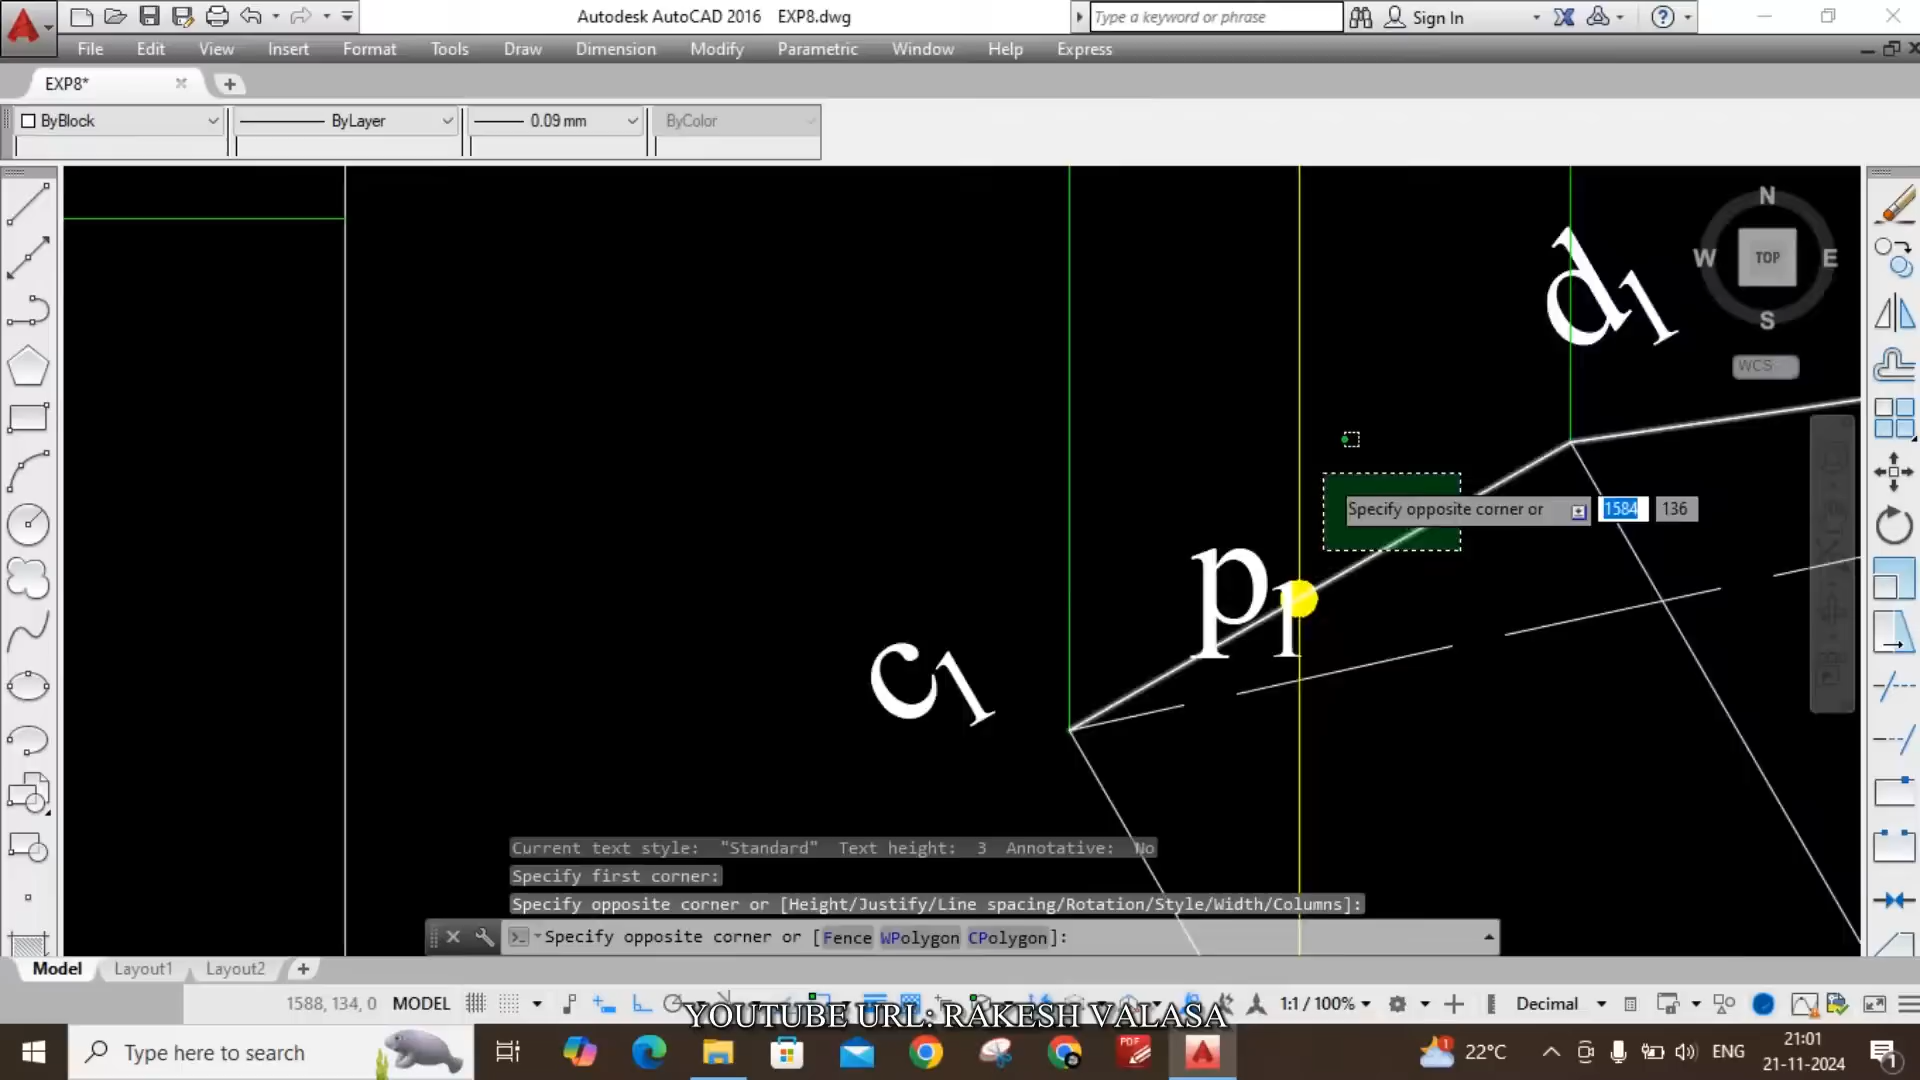 Autodesk AutoCAD 2016 EXP8.dwg
Type a keyword or phrase
Sign In
File Edit View Insert Format Tools Draw Dimension Modify Parametric Window Help Express
EXP8*
ByBlock
ByLayer
0.09 mm
ByColor
N
W TOP E
S
WCS
d1
Specify opposite corner or 1584 136
p1
c1
Current text style: "Standard" Text height: 3 Annotative: No
Specify first corner:
Specify opposite corner or [Height/Justify/Line spacing/Rotation/Style/Width/Columns]:
Specify opposite corner or [Fence WPolygon CPolygon]:
Model Layout1 Layout2
1588, 134, 0 MODEL
1:1 / 100%
Decimal
YOUTUBE URL: RAKESH VALASA
Type here to search
PDF
22°C
ENG
21:01
21-11-2024
1